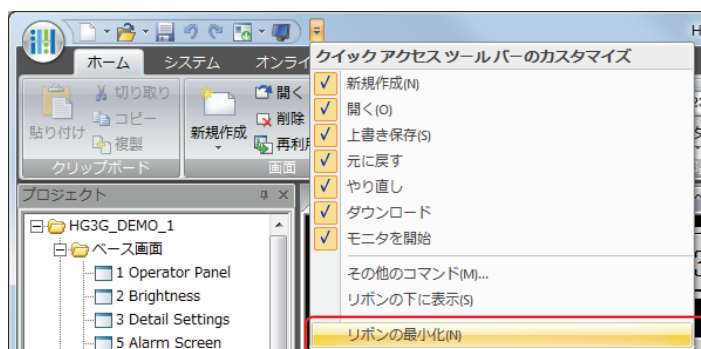 H
ホーム システム オンライ
切り取り
コピー
貼り付け
複製
クリップボード
新規作成
開く
削除
再利用
画面
クイック アクセス ツール バーのカスタマイズ
新規作成(N)
開く(O)
上書き保存(S)
元に戻す
やり直し
ダウンロード
モニタを開始
その他のコマンド(M)...
リボンの下に表示(S)
リボンの最小化(N)
プロジェクト
HG3G_DEMO_1
ベース画面
1 Operator Panel
2 Brightness
3 Detail Settings
5 Alarm Screen